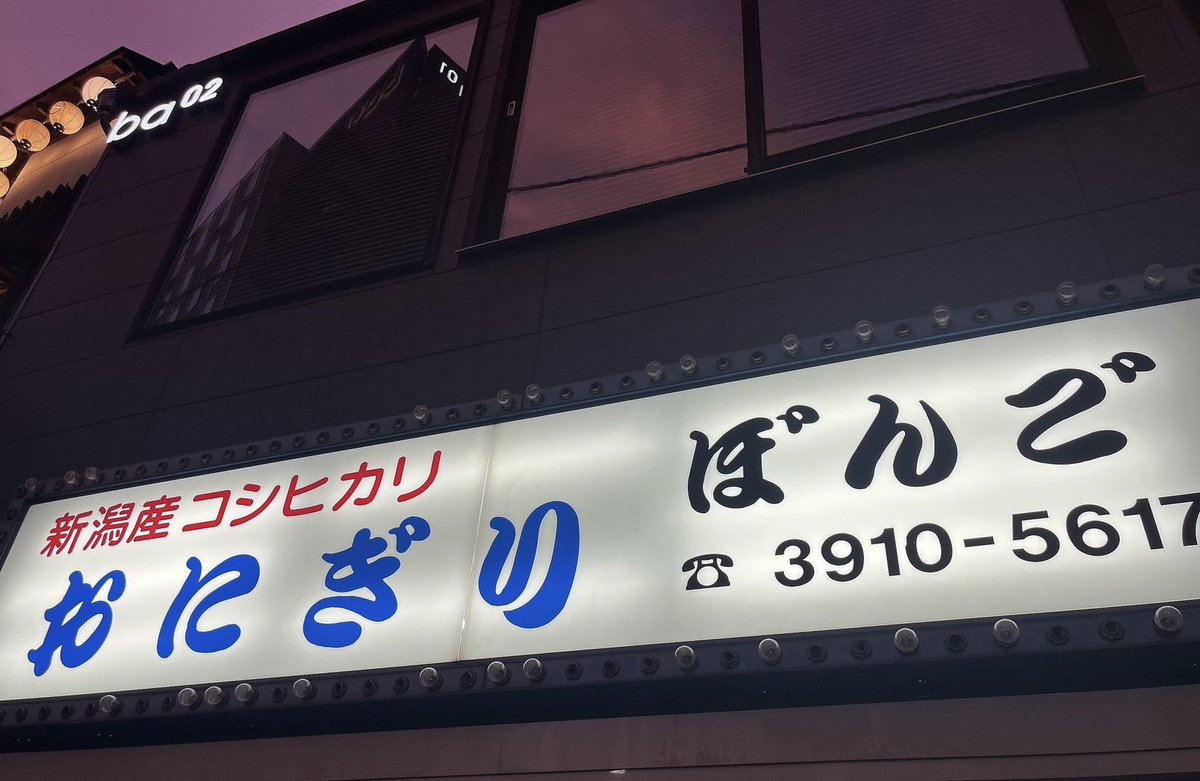 ba 02
新潟産コシヒカリ
おにぎり
ぼんご
☎ 3910-5617